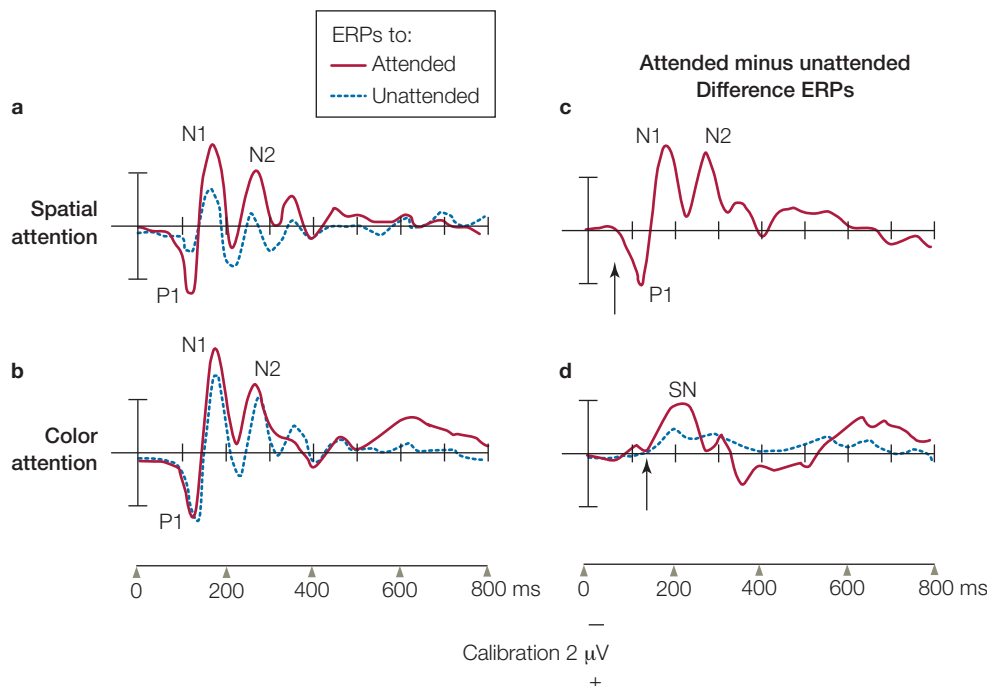 ERPs to:
Attended
Unattended
Attended minus unattended
Difference ERPs
a
N1
N2
Spatial
attention
P1
c
N1
N2
P1
b
N1
N2
Color
attention
P1
d
SN
0
200
400
600
800 ms
0
200
400
600
800 ms
−
Calibration 2 μV
+